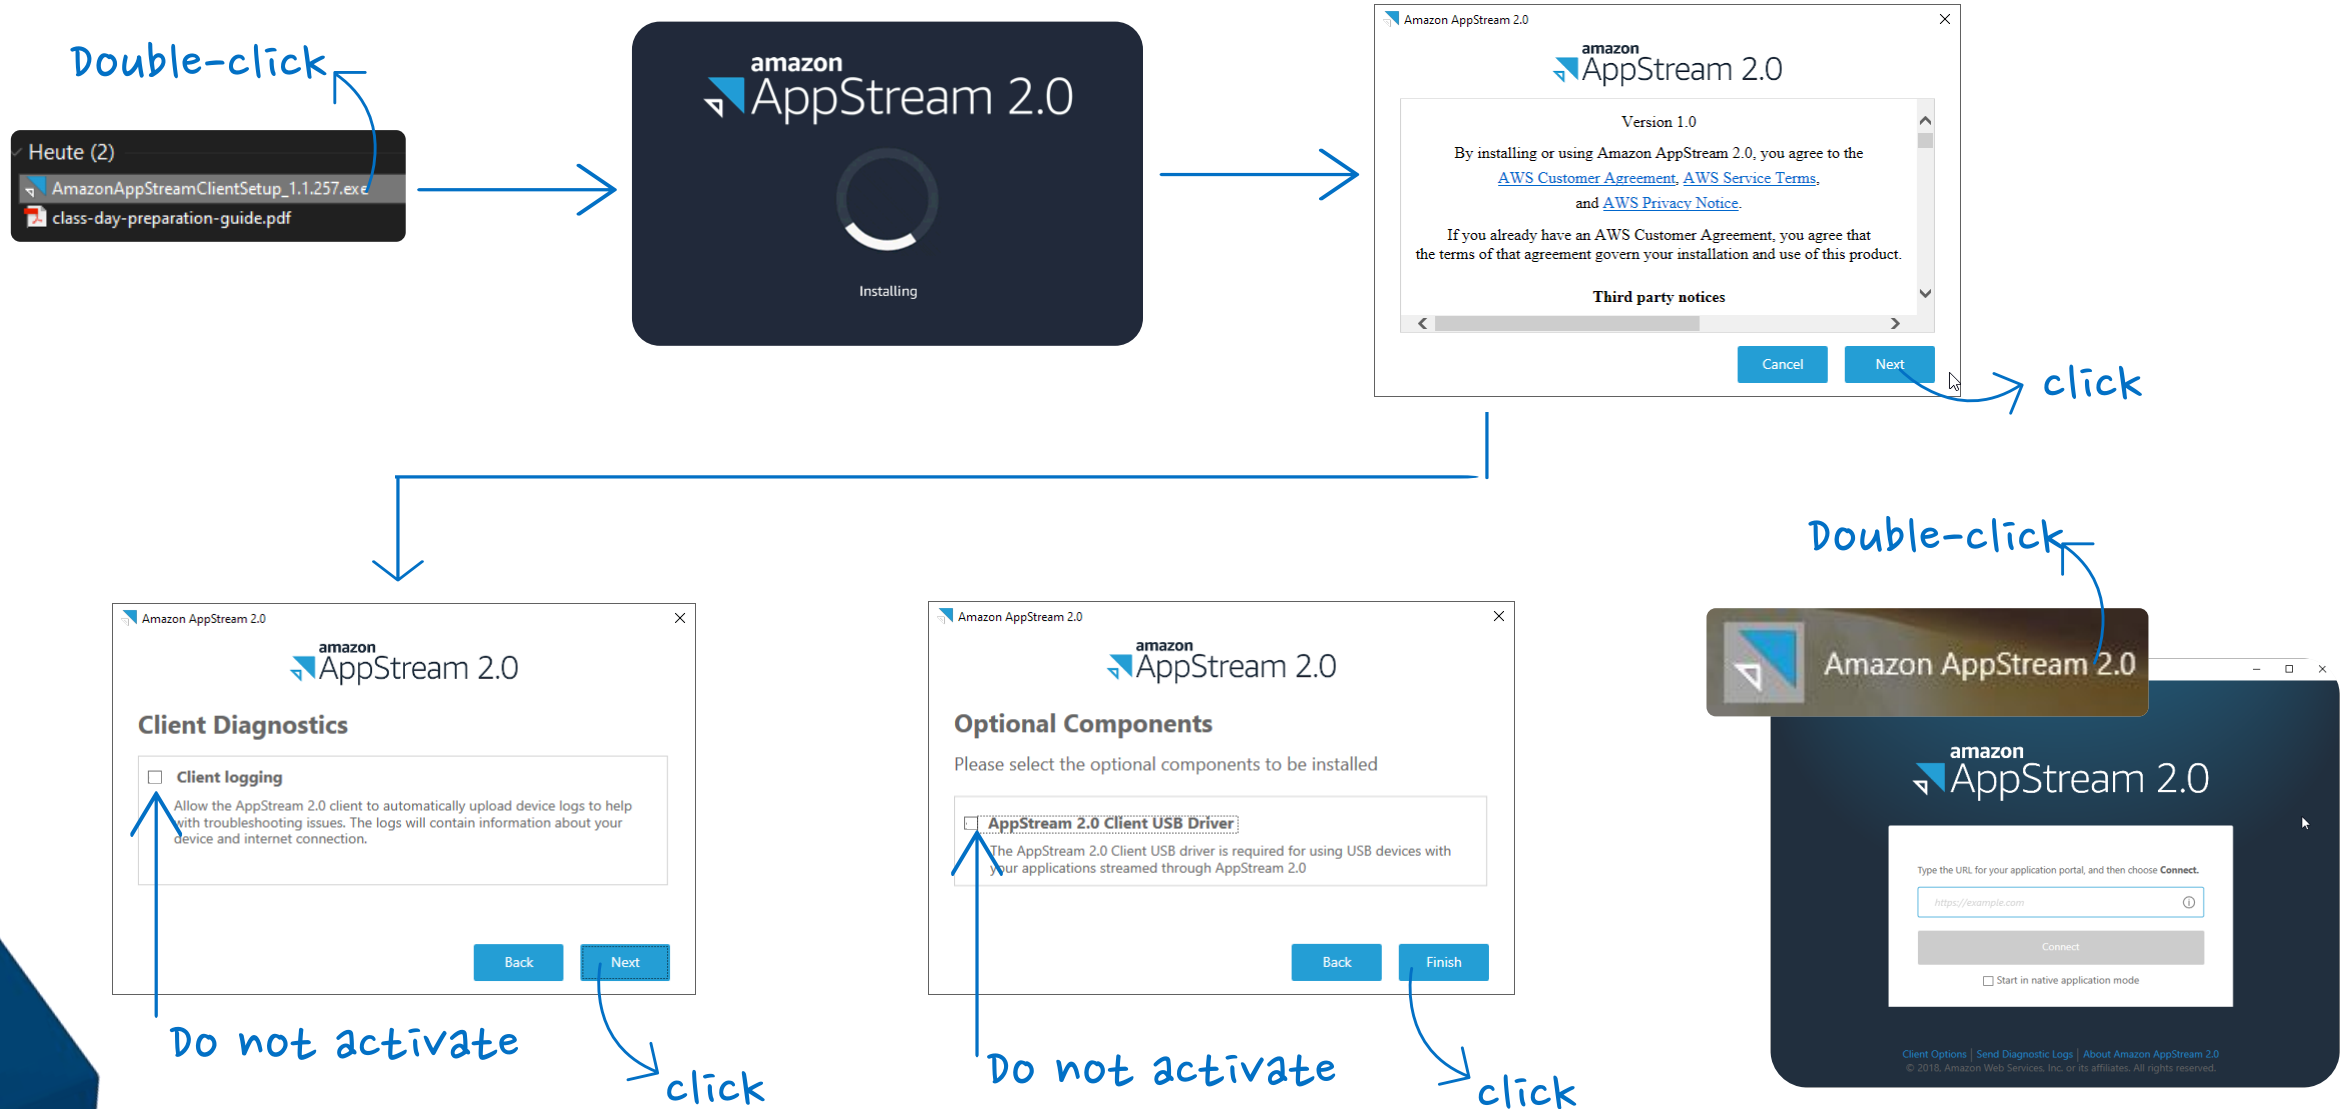 Double-click
Heute (2)
AmazonAppStreamClientSetup_1.1.257.exe
class-day-preparation-guide.pdf
amazon
AppStream 2.0
Installing
Amazon AppStream 2.0
amazon
AppStream 2.0
Version 1.0
By installing or using Amazon AppStream 2.0, you agree to the
AWS Customer Agreement, AWS Service Terms,
and AWS Privacy Notice.
If you already have an AWS Customer Agreement, you agree that
the terms of that agreement govern your installation and use of this product.
Third party notices
Cancel
Next
click
Amazon AppStream 2.0
amazon
AppStream 2.0
Client Diagnostics
Client logging
Allow the AppStream 2.0 client to automatically upload device logs to help
with troubleshooting issues. The logs will contain information about your
device and internet connection.
Back
Next
Do not activate
click
Amazon AppStream 2.0
amazon
AppStream 2.0
Optional Components
Please select the optional components to be installed
AppStream 2.0 Client USB Driver
The AppStream 2.0 Client USB driver is required for using USB devices with
your applications streamed through AppStream 2.0
Back
Finish
Do not activate
click
Double-click
Amazon AppStream 2.0
amazon
AppStream 2.0
Type the URL for your application portal, and then choose Connect.
https://example.com
Connect
Start in native application mode
Client Options | Send Diagnostic Logs | About Amazon AppStream 2.0
© 2018, Amazon Web Services, Inc. or its affiliates. All rights reserved.